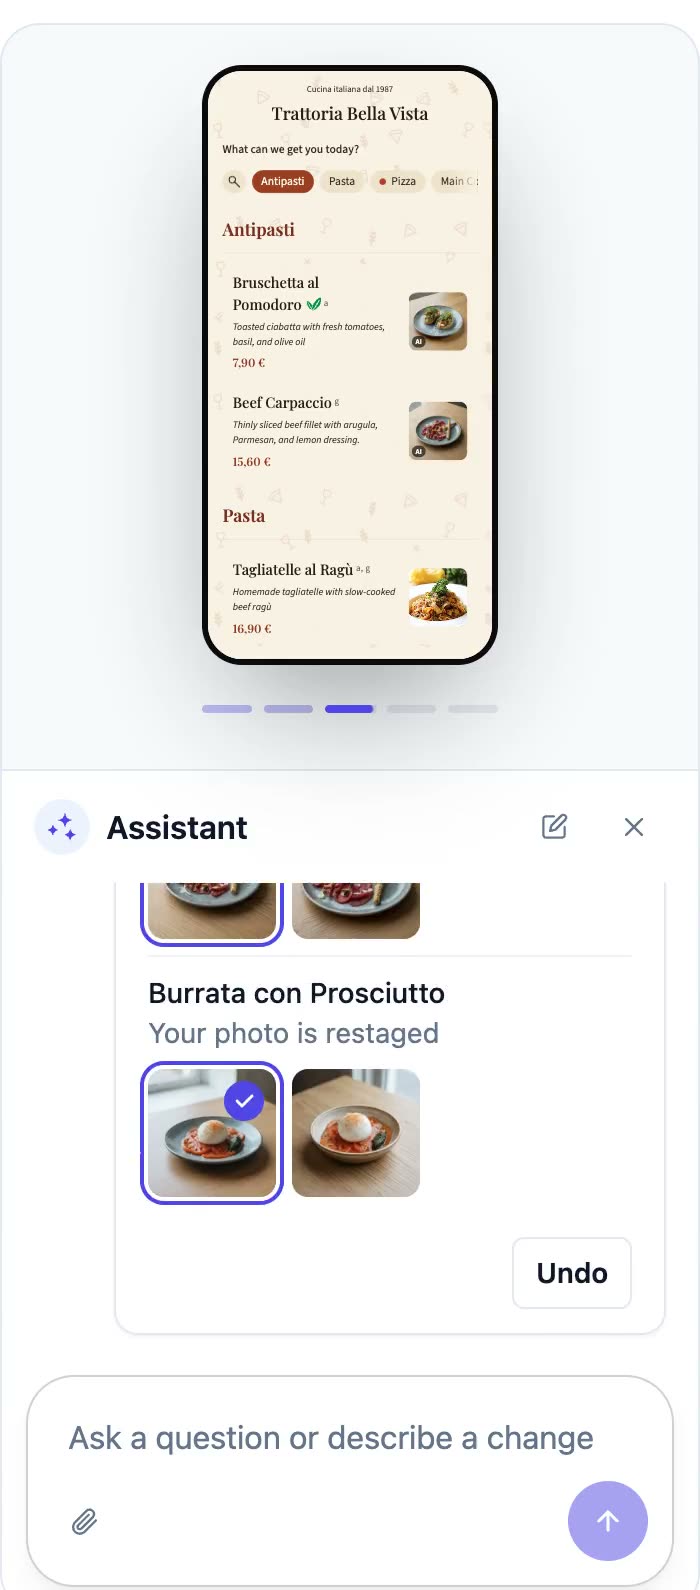 Cucina italiana dal 1987
Trattoria Bella Vista
What can we get you today?
Antipasti Pasta Pizza Main
Antipasti
Bruschetta al
Pomodoro a
Toasted ciabatta with fresh tomatoes,
basil, and olive oil
7,90 €
AI
Beef Carpaccio g
Thinly sliced beef fillet with arugula,
Parmesan, and lemon dressing.
15,60 €
AI
Pasta
Tagliatelle al Ragù a, g
Homemade tagliatelle with slow-cooked
beef ragù
16,90 €
Assistant
Burrata con Prosciutto
Your photo is restaged
Undo
Ask a question or describe a change